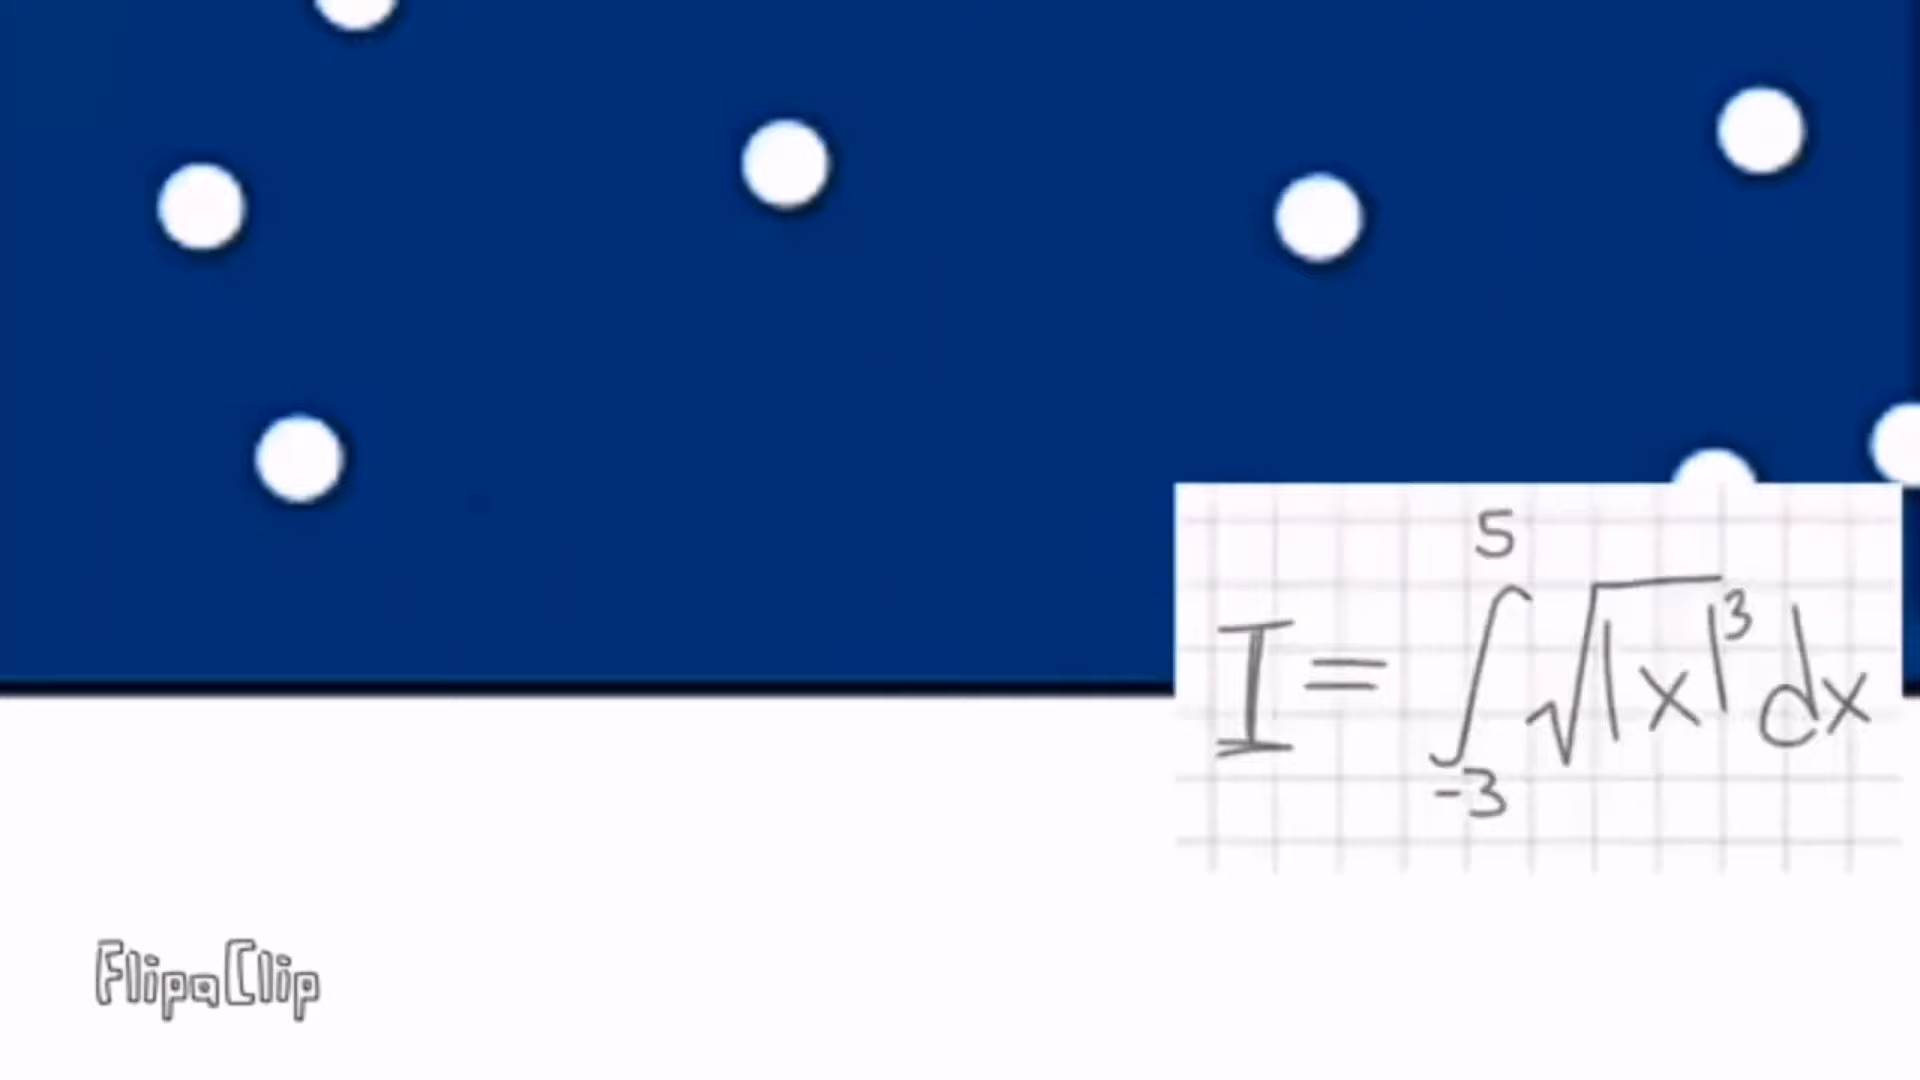 5
I = ∫ √|x|³ dx
-3
FlipaClip